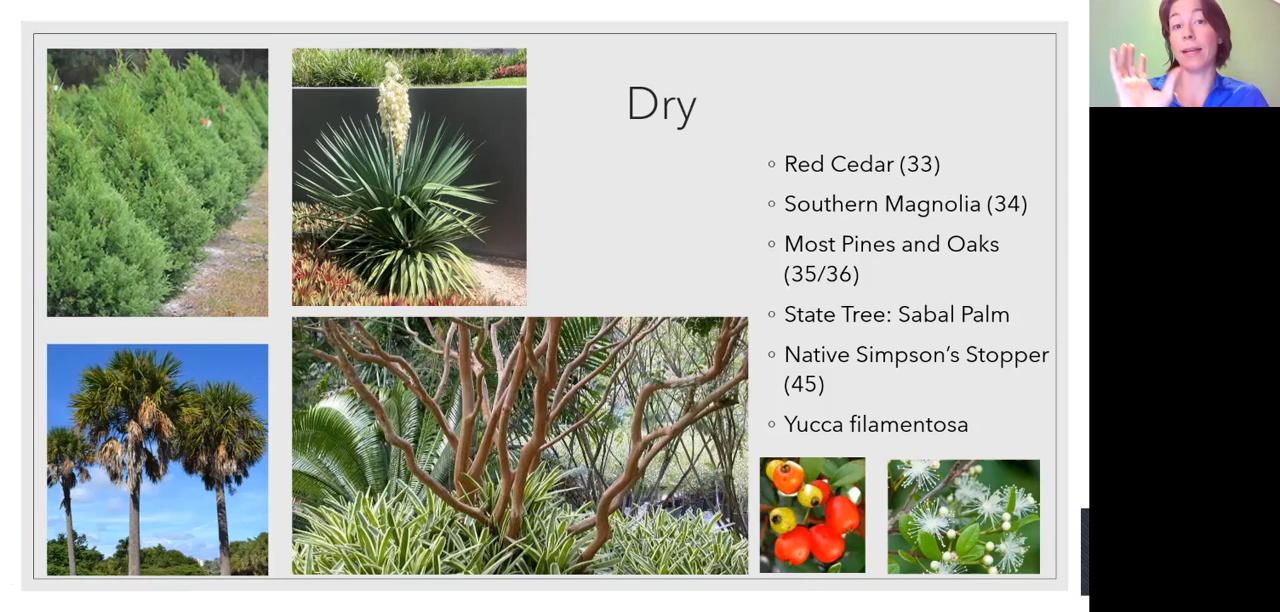 Dry
Red Cedar (33)
Southern Magnolia (34)
Most Pines and Oaks
(35/36)
State Tree: Sabal Palm
Native Simpson’s Stopper
(45)
Yucca filamentosa